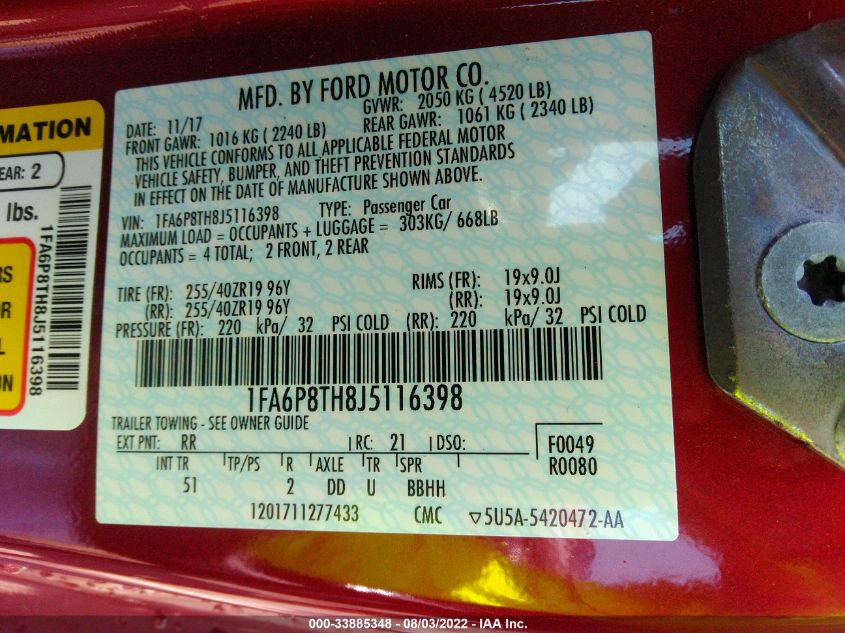 MFD. BY FORD MOTOR CO.
DATE: 11/17 GVWR: 2050 KG ( 4520 LB)
FRONT GAWR: 1016 KG ( 2240 LB) REAR GAWR: 1061 KG ( 2340 LB)
THIS VEHICLE CONFORMS TO ALL APPLICABLE FEDERAL MOTOR
VEHICLE SAFETY, BUMPER, AND THEFT PREVENTION STANDARDS
IN EFFECT ON THE DATE OF MANUFACTURE SHOWN ABOVE.
VIN: 1FA6P8TH8J5116398 TYPE: Passenger Car
MAXIMUM LOAD = OCCUPANTS + LUGGAGE = 303KG/ 668LB
OCCUPANTS = 4 TOTAL; 2 FRONT, 2 REAR
TIRE (FR): 255/40ZR19 96Y RIMS (FR): 19x9.0J
(RR): 255/40ZR19 96Y (RR): 19x9.0J
PRESSURE (FR): 220 kPa/ 32 PSI COLD (RR): 220 kPa/ 32 PSI COLD
1FA6P8TH8J5116398
TRAILER TOWING - SEE OWNER GUIDE
EXT PNT: RR RC: 21 DSO: F0049
INT TR TP/PS R AXLE TR SPR R0080
51 2 DD U BBHH
1201711277433 CMC ▽5U5A-5420472-AA
RMATION
EAR: 2
lbs.
1FA6P8TH8J5116398
RS
OR
L
ON
000-33885348 - 08/03/2022 - IAA Inc.